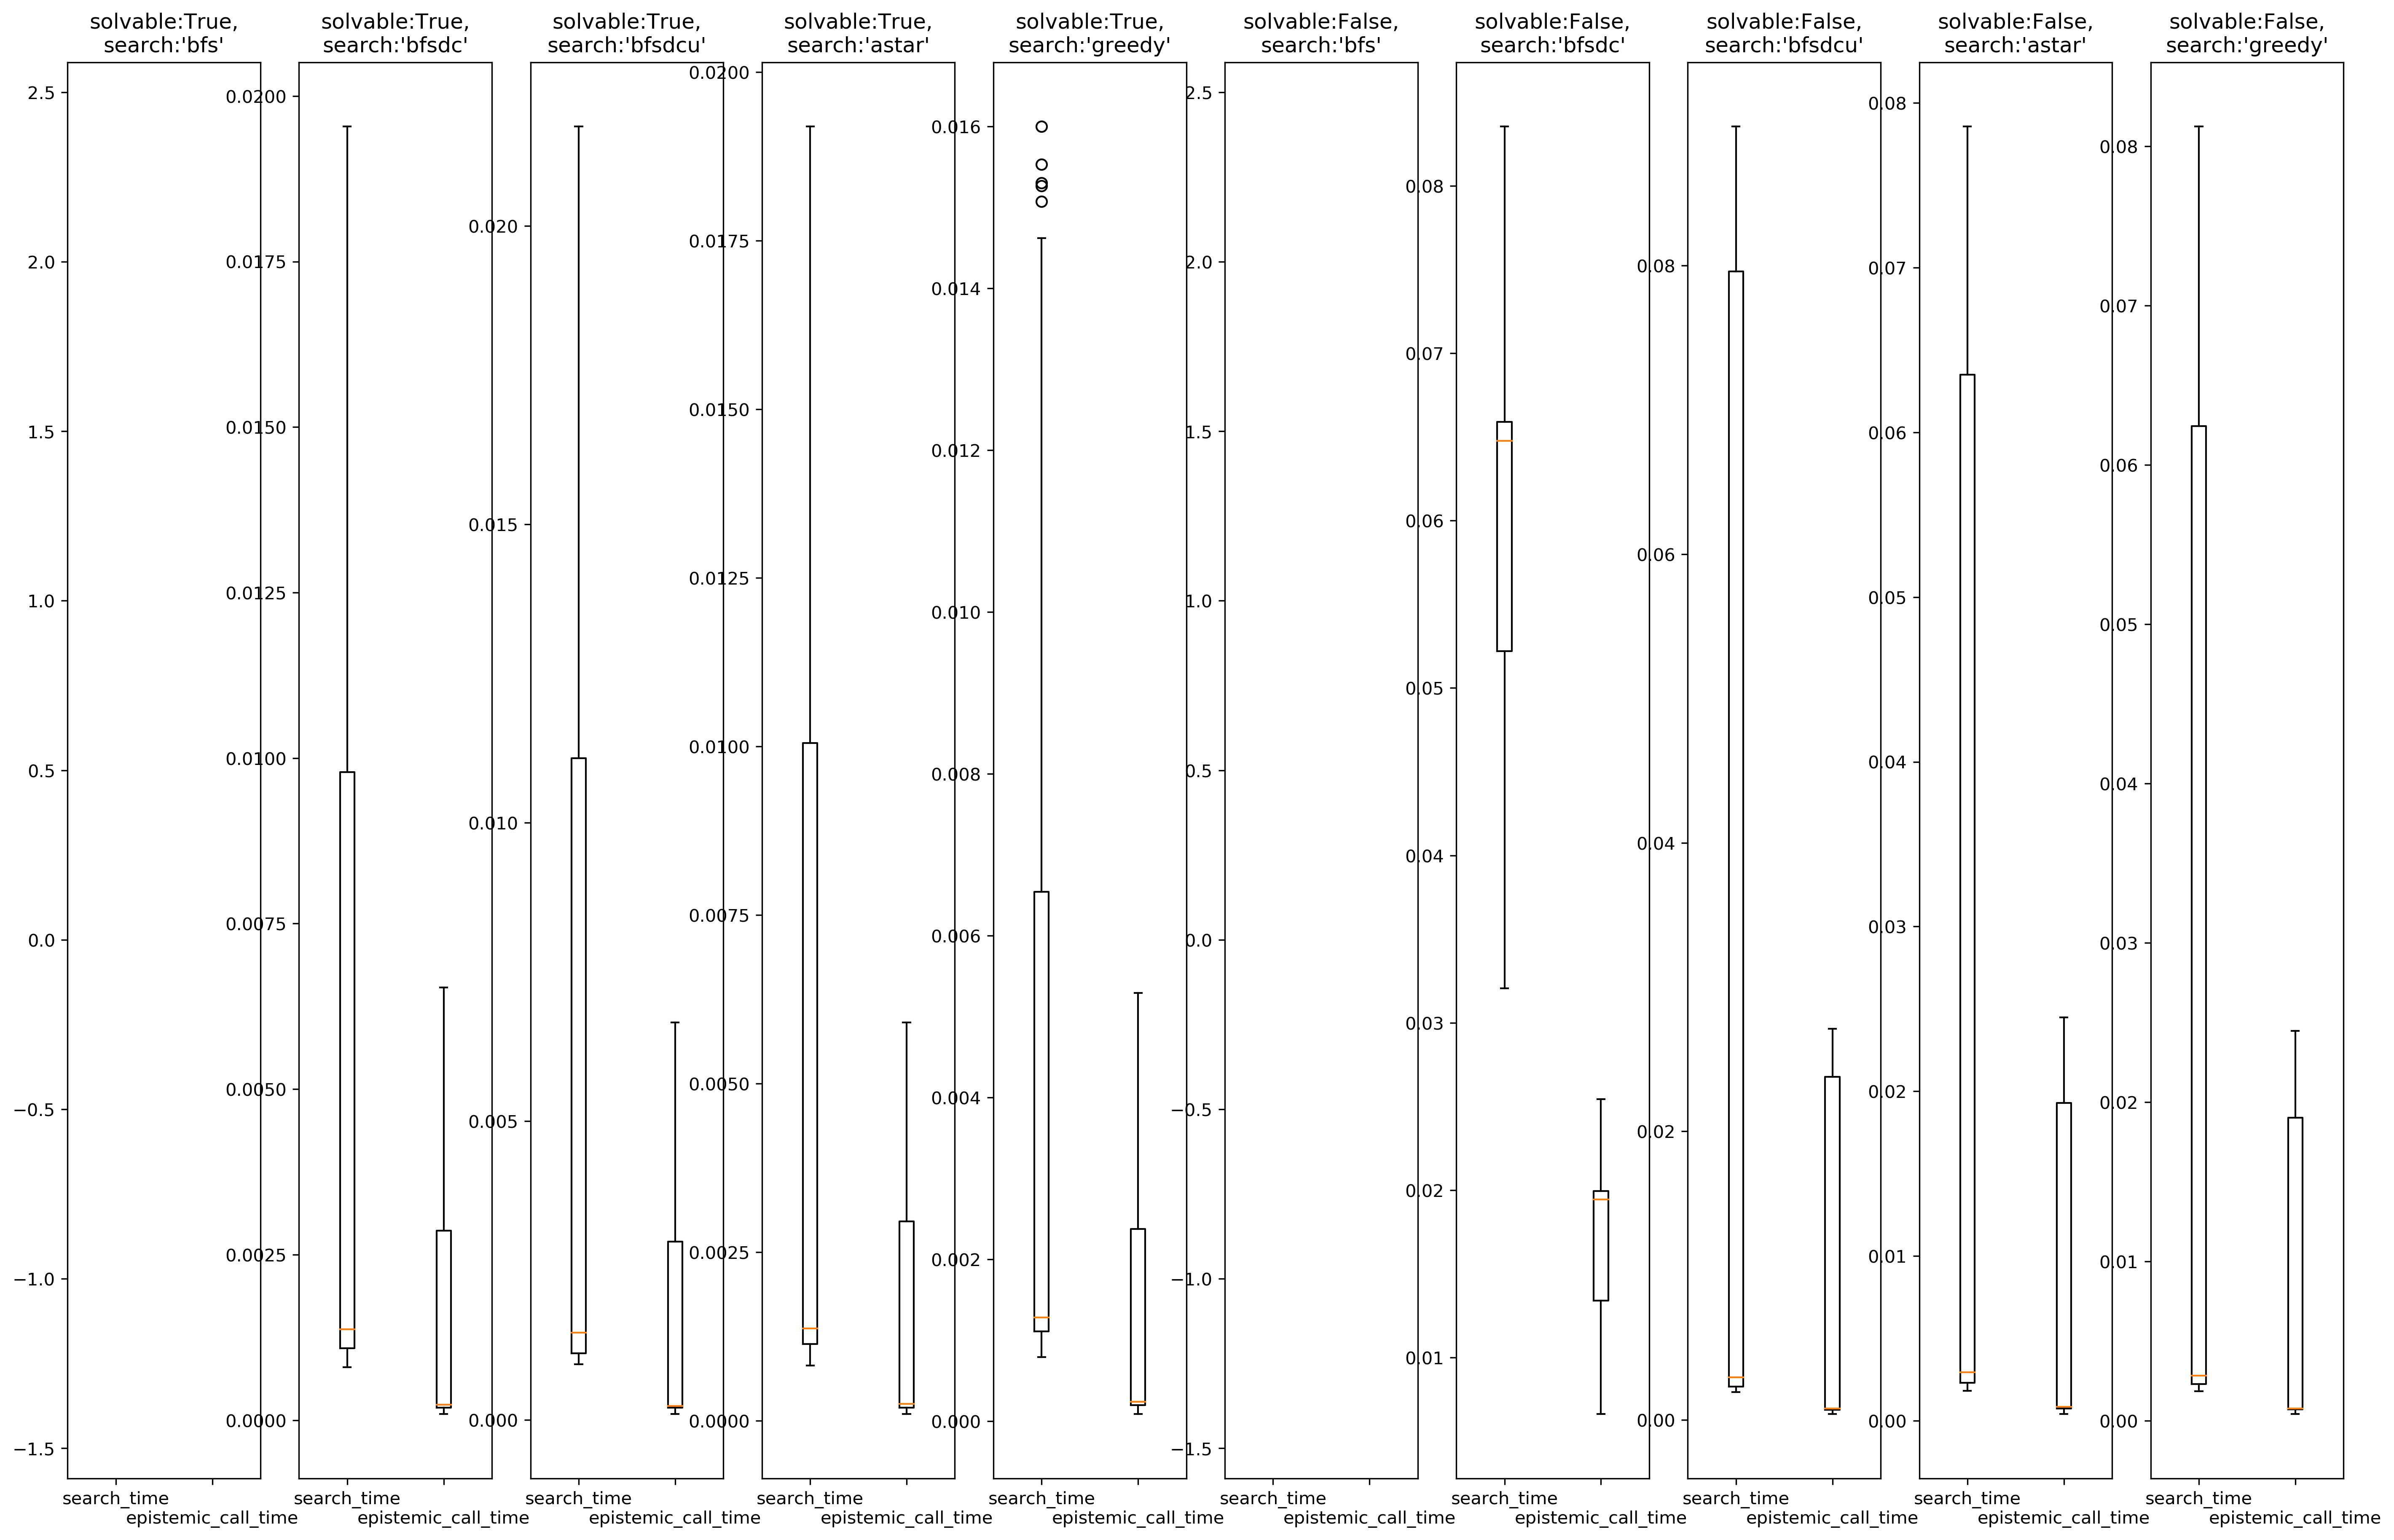 solvable:True,
search:'bfs'
solvable:True,
search:'bfsdc'
solvable:True,
search:'bfsdcu'
solvable:True,
search:'astar'
solvable:True,
search:'greedy'
solvable:False,
search:'bfs'
solvable:False,
search:'bfsdc'
solvable:False,
search:'bfsdcu'
solvable:False,
search:'astar'
solvable:False,
search:'greedy'
2.5
2.0
1.5
1.0
0.5
0.0
−0.5
−1.0
−1.5
search_time
epistemic_call_time
0.0200
0.0175
0.0150
0.0125
0.0100
0.0075
0.0050
0.0025
0.0000
search_time
epistemic_call_time
0.020
0.015
0.010
0.005
0.000
search_time
epistemic_call_time
0.0200
0.0175
0.0150
0.0125
0.0100
0.0075
0.0050
0.0025
0.0000
search_time
epistemic_call_time
0.016
0.014
0.012
0.010
0.008
0.006
0.004
0.002
0.000
search_time
epistemic_call_time
2.5
2.0
1.5
1.0
0.5
0.0
−0.5
−1.0
−1.5
search_time
epistemic_call_time
0.08
0.07
0.06
0.05
0.04
0.03
0.02
0.01
search_time
epistemic_call_time
0.08
0.06
0.04
0.02
0.00
search_time
epistemic_call_time
0.08
0.07
0.06
0.05
0.04
0.03
0.02
0.01
0.00
search_time
epistemic_call_time
0.08
0.07
0.06
0.05
0.04
0.03
0.02
0.01
0.00
search_time
epistemic_call_time